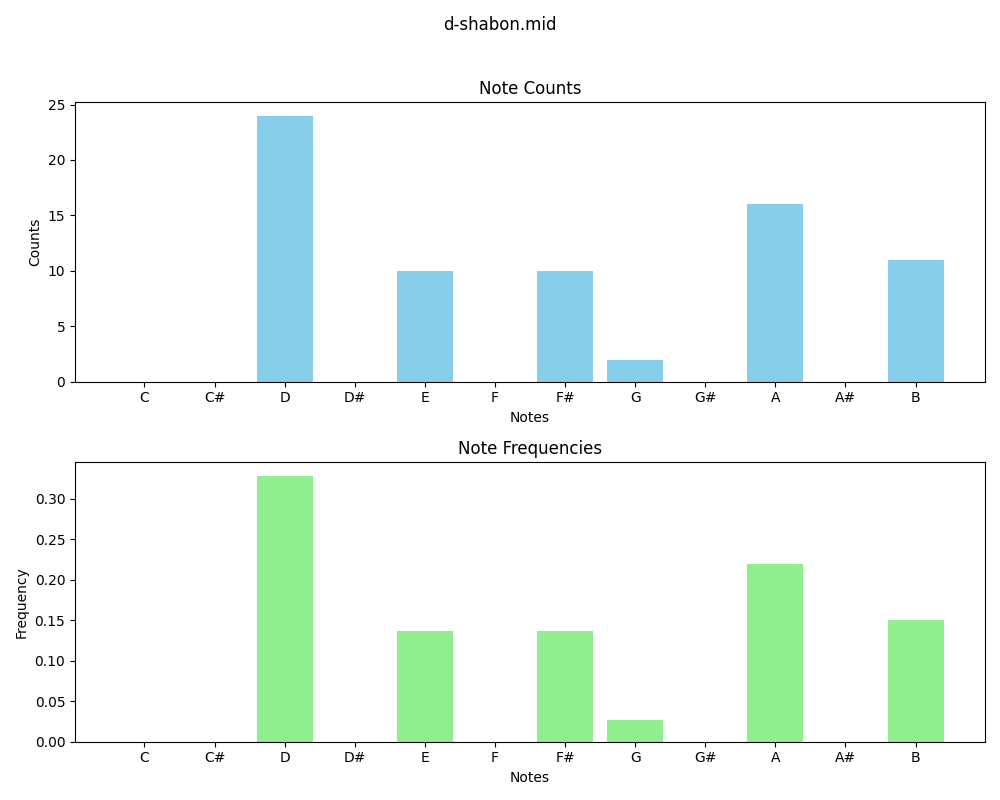 d-shabon.mid
Note Counts
25
20
15
10
5
0
Counts
C C# D D# E F F# G G# A A# B
Notes
Note Frequencies
0.30
0.25
0.20
0.15
0.10
0.05
0.00
Frequency
C C# D D# E F F# G G# A A# B
Notes